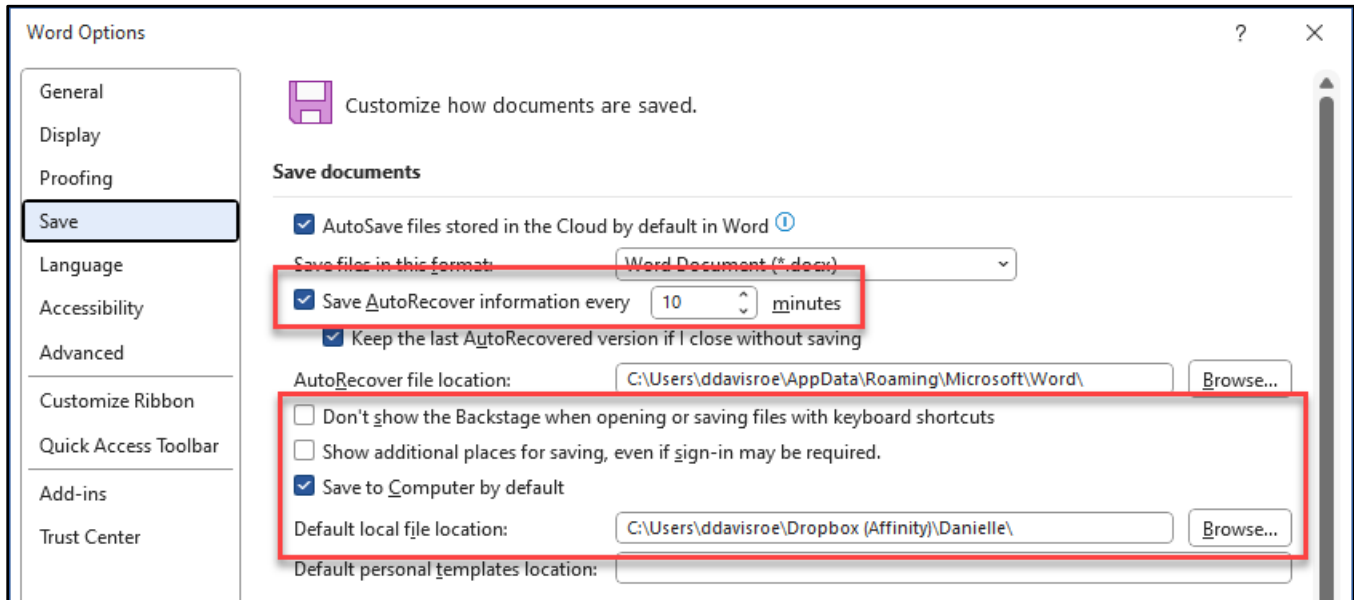 Word Options ?
General
Display
Proofing
Save
Language
Accessibility
Advanced
Customize Ribbon
Quick Access Toolbar
Add-ins
Trust Center
Customize how documents are saved.
Save documents
AutoSave files stored in the Cloud by default in Word
Save files in this format: Word Document (*.docx)
Save AutoRecover information every 10 minutes
Keep the last AutoRecovered version if I close without saving
AutoRecover file location: C:\Users\ddavisroe\AppData\Roaming\Microsoft\Word\ Browse...
Don't show the Backstage when opening or saving files with keyboard shortcuts
Show additional places for saving, even if sign-in may be required.
Save to Computer by default
Default local file location: C:\Users\ddavisroe\Dropbox (Affinity)\Danielle\ Browse...
Default personal templates location: